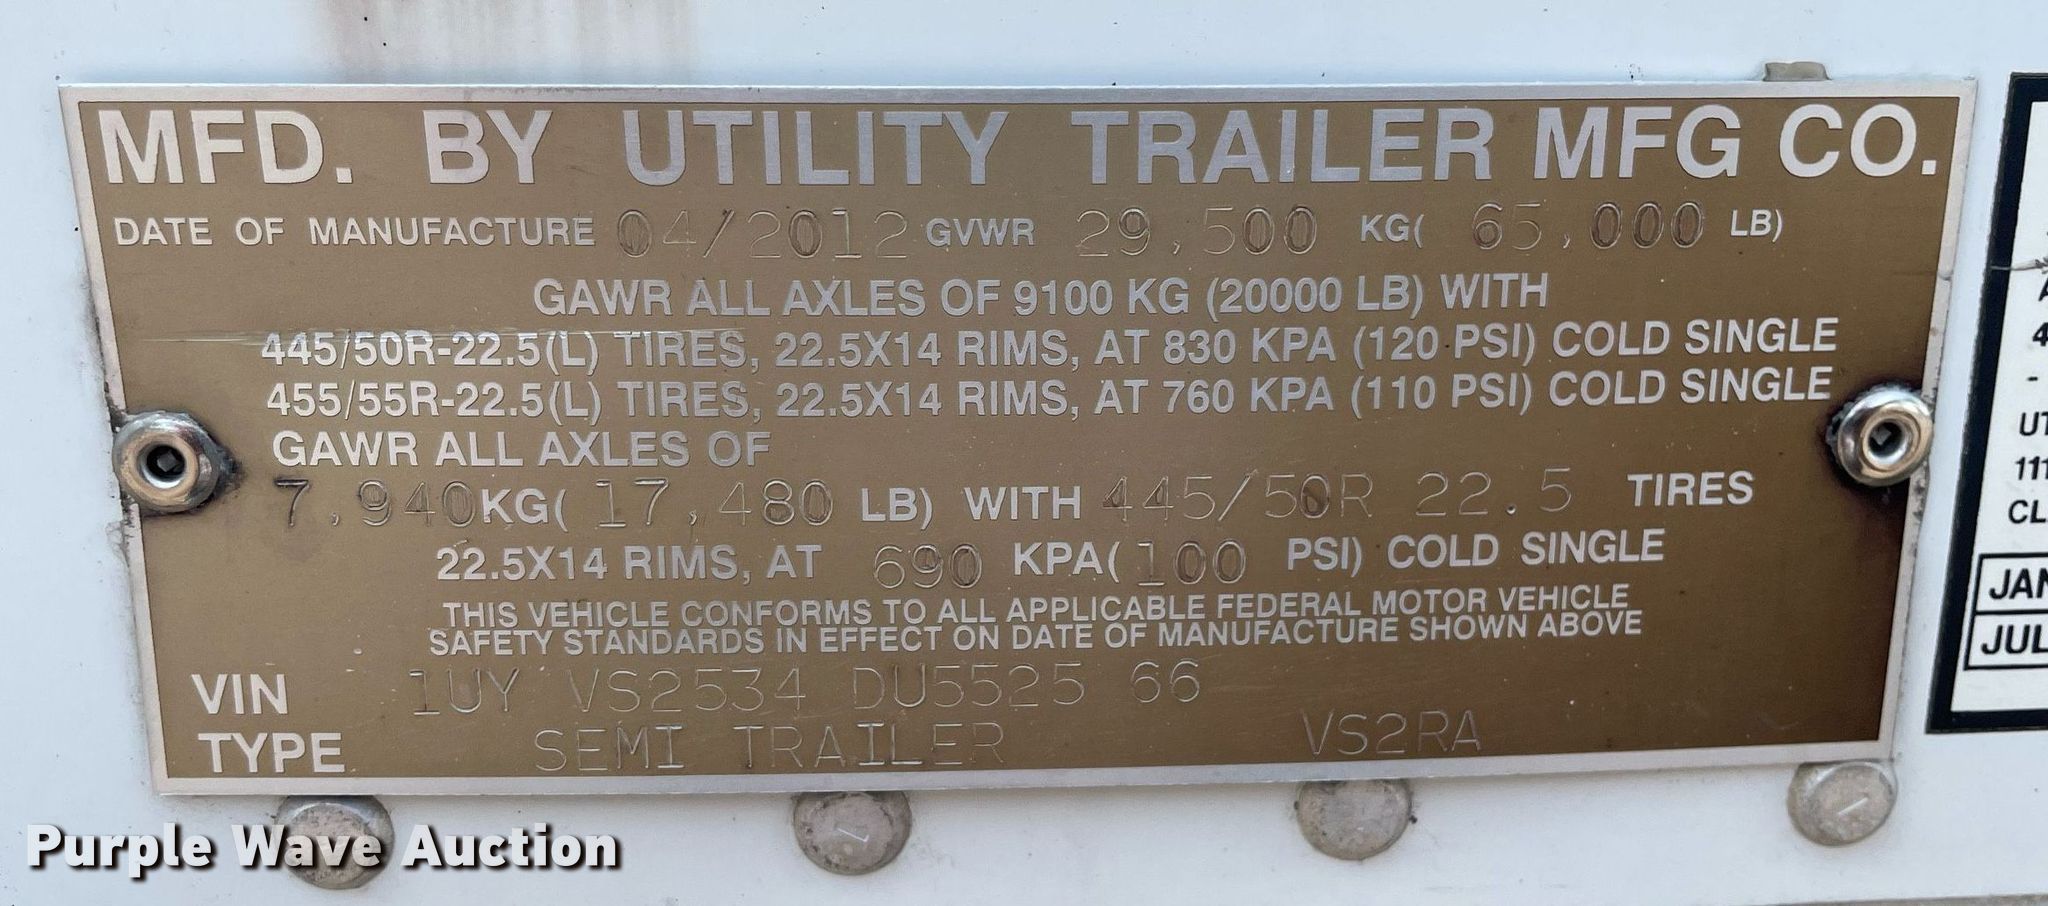 MFD. BY UTILITY TRAILER MFG CO.
DATE OF MANUFACTURE 04/2012 GVWR 29,500 KG( 65,000 LB)
GAWR ALL AXLES OF 9100 KG (20000 LB) WITH
445/50R-22.5(L) TIRES, 22.5X14 RIMS, AT 830 KPA (120 PSI) COLD SINGLE
455/55R-22.5(L) TIRES, 22.5X14 RIMS, AT 760 KPA (110 PSI) COLD SINGLE
GAWR ALL AXLES OF
7,940KG( 17,480 LB) WITH 445/50R 22.5 TIRES
22.5X14 RIMS, AT 690 KPA( 100 PSI) COLD SINGLE
THIS VEHICLE CONFORMS TO ALL APPLICABLE FEDERAL MOTOR VEHICLE
SAFETY STANDARDS IN EFFECT ON DATE OF MANUFACTURE SHOWN ABOVE
VIN 1UY VS2534 DU5525 66
TYPE SEMI TRAILER VS2RA
JAN
JUL
Purple Wave Auction